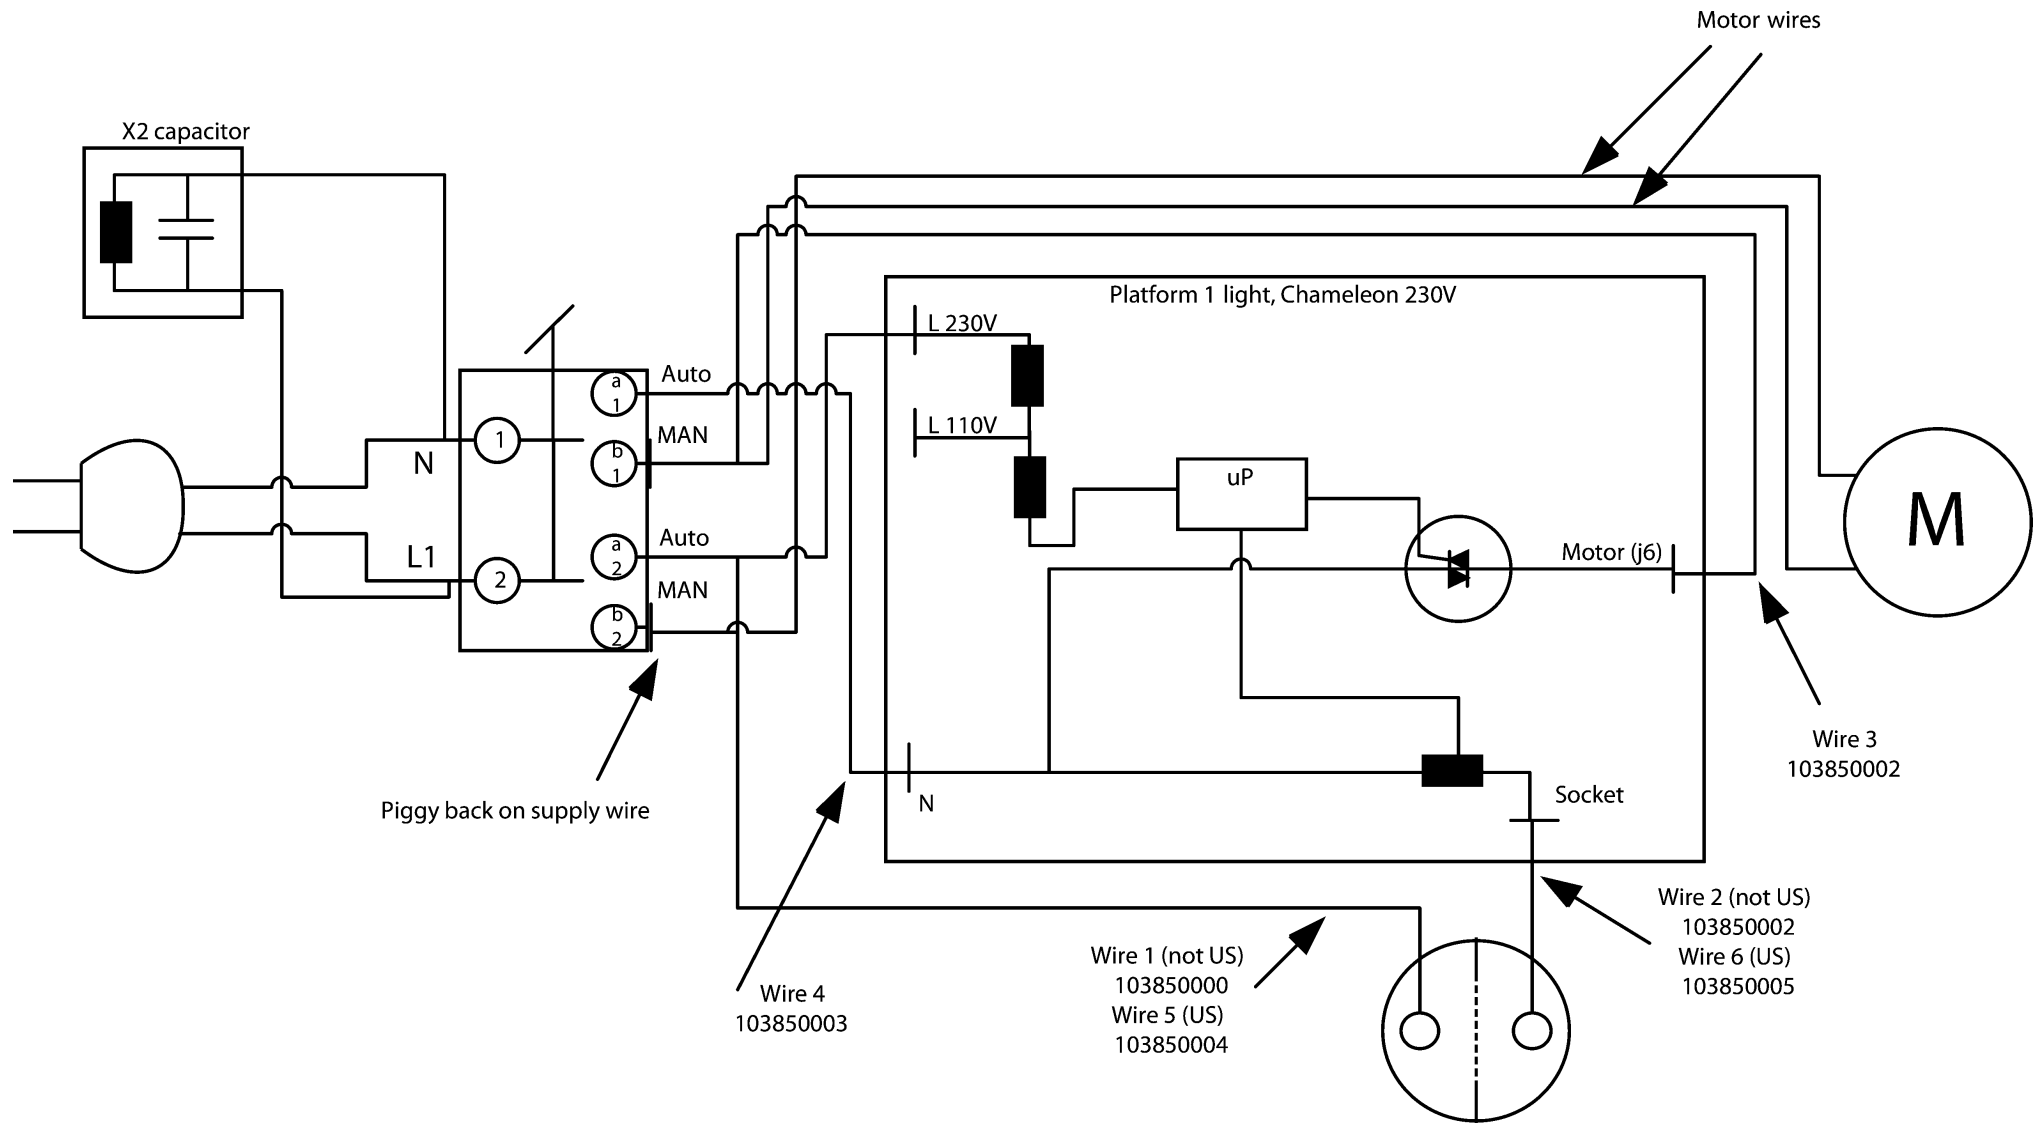 Motor wires
X2 capacitor
Platform 1 light, Chameleon 230V
L 230V
a
1
Auto
L 110V
1
N
b
1
MAN
uP
M
L1
2
a
2
Auto
Motor (j6)
b
2
MAN
Wire 3
103850002
Piggy back on supply wire
N
Socket
Wire 2 (not US)
103850002
Wire 6 (US)
103850005
Wire 1 (not US)
103850000
Wire 5 (US)
103850004
Wire 4
103850003